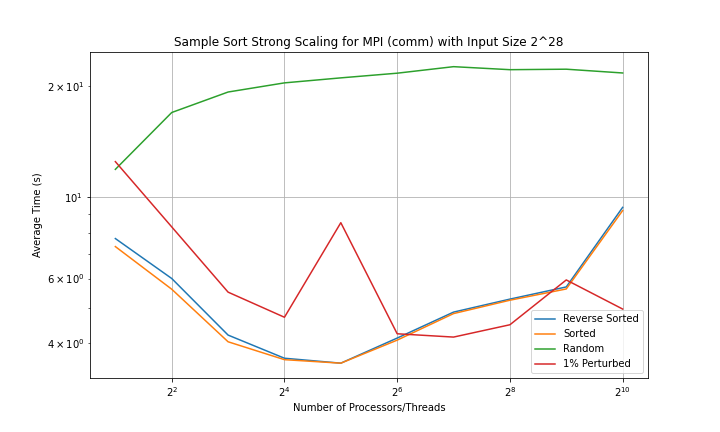 Sample Sort Strong Scaling for MPI (comm) with Input Size 2^28
Average Time (s)
2 × 10¹
10¹
6 × 10⁰
4 × 10⁰
2² 2⁴ 2⁶ 2⁸ 2¹⁰
Number of Processors/Threads
Reverse Sorted
Sorted
Random
1% Perturbed